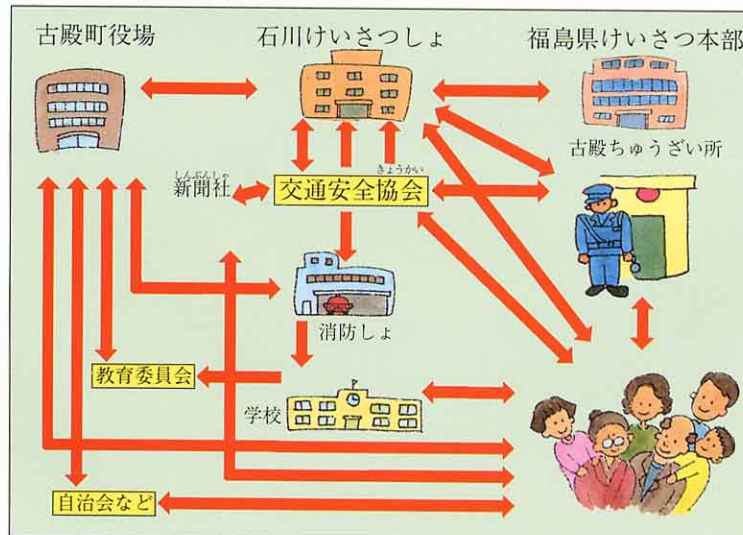 古殿町役場
石川けいさつしょ
福島県けいさつ本部
古殿ちゅうざい所
しんぶんしゃ
新聞社
きょうかい
交通安全協会
消防しょ
教育委員会
学校
自治会など